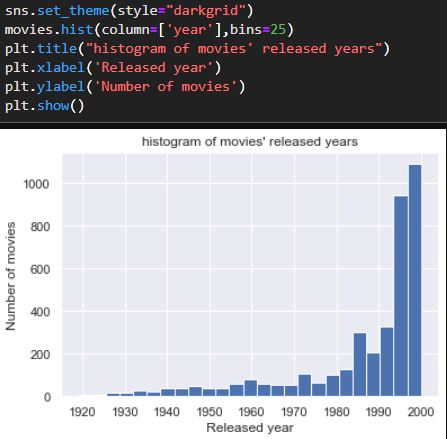 sns.set_theme(style="darkgrid")
movies.hist(column=['year'],bins=25)
plt.title("histogram of movies' released years")
plt.xlabel('Released year')
plt.ylabel('Number of movies')
plt.show()
histogram of movies' released years
1000
800
600
400
200
0
Number of movies
1920 1930 1940 1950 1960 1970 1980 1990 2000
Released year